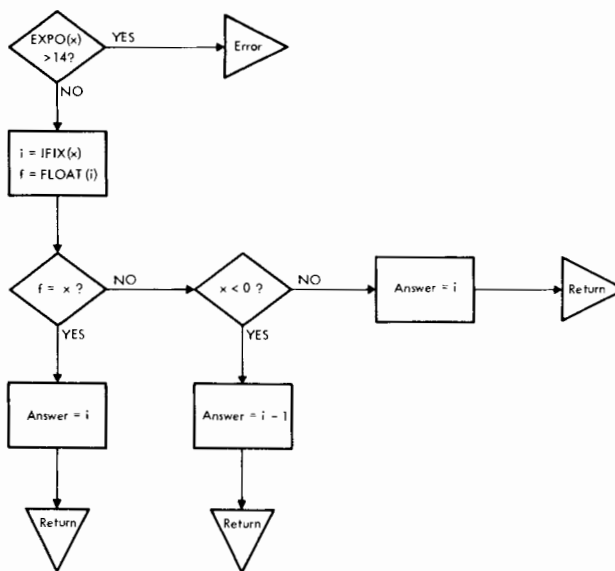 EXPO(x)
>14?
YES
Error
NO
i = IFIX(x)
f = FLOAT(i)
f = x ?
NO
x < 0 ?
NO
Answer = i
Return
YES
YES
Answer = i
Answer = i - 1
Return
Return